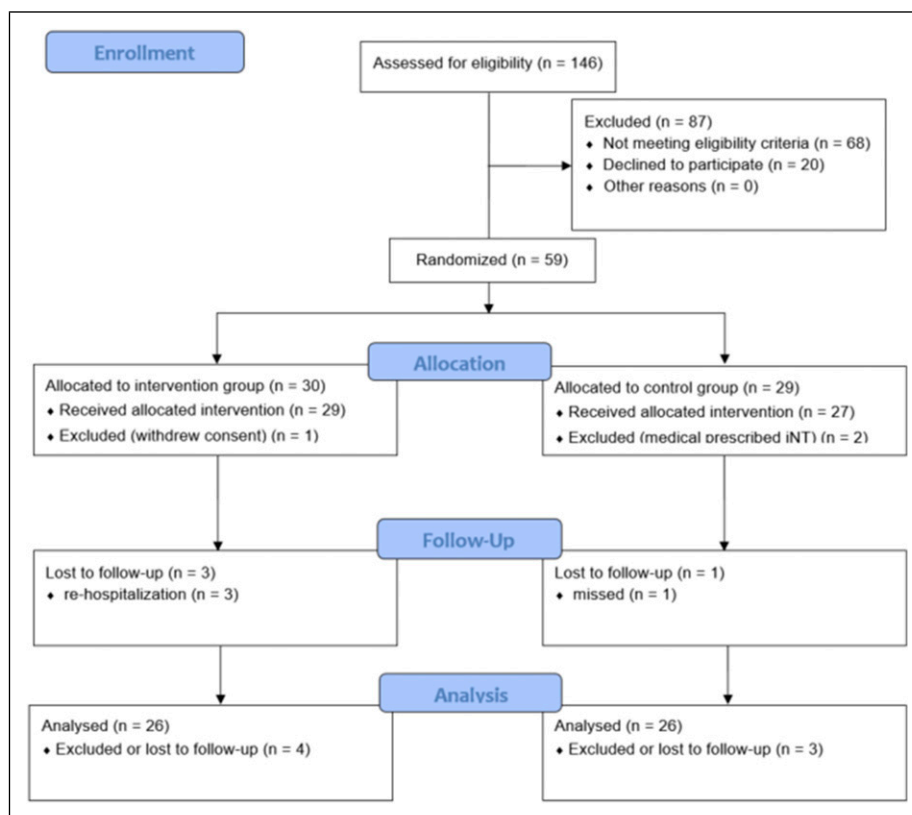 Enrollment
Assessed for eligibility (n = 146)
Excluded (n = 87)
♦ Not meeting eligibility criteria (n = 68)
♦ Declined to participate (n = 20)
♦ Other reasons (n = 0)
Randomized (n = 59)
Allocation
Allocated to intervention group (n = 30)
♦ Received allocated intervention (n = 29)
♦ Excluded (withdrew consent) (n = 1)
Allocated to control group (n = 29)
♦ Received allocated intervention (n = 27)
♦ Excluded (medical prescribed iNT) (n = 2)
Follow-Up
Lost to follow-up (n = 3)
♦ re-hospitalization (n = 3)
Lost to follow-up (n = 1)
♦ missed (n = 1)
Analysis
Analysed (n = 26)
♦ Excluded or lost to follow-up (n = 4)
Analysed (n = 26)
♦ Excluded or lost to follow-up (n = 3)